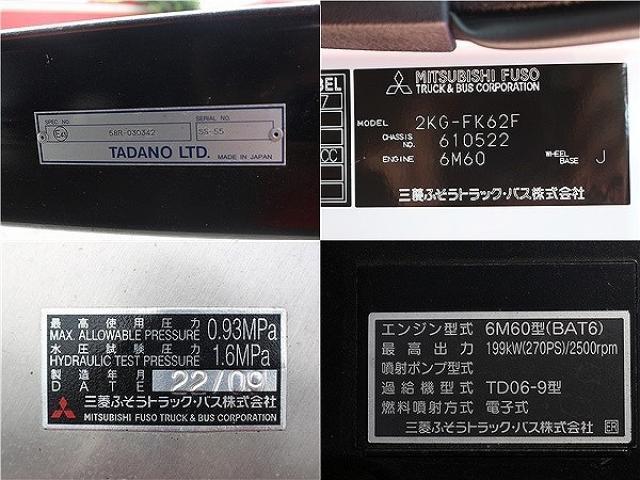 SPEC. NO.
SERIAL NO.
58R-030342
SS-55
TADANO LTD.
MADE IN JAPAN
BEL
7
CC
MITSUBISHI FUSO
TRUCK & BUS CORPORATION
MODEL 2KG-FK62F
CHASSIS NO. 610522
ENGINE 6M60 WHEEL BASE J
三菱ふそうトラック・バス株式会社
最高使用圧力
MAX. ALLOWABLE PRESSURE 0.93MPa
水圧試験圧力
HYDRAULIC TEST PRESSURE 1.6MPa
製造年月
DATE 22/09
三菱ふそうトラック・バス株式会社
MITSUBISHI FUSO TRUCK & BUS CORPORATION
エンジン型式 6M60型(BAT6)
最高出力 199kW(270PS)/2500rpm
噴射ポンプ型式
過給機型式 TD06-9型
燃料噴射方式 電子式
三菱ふそうトラック・バス株式会社 ER